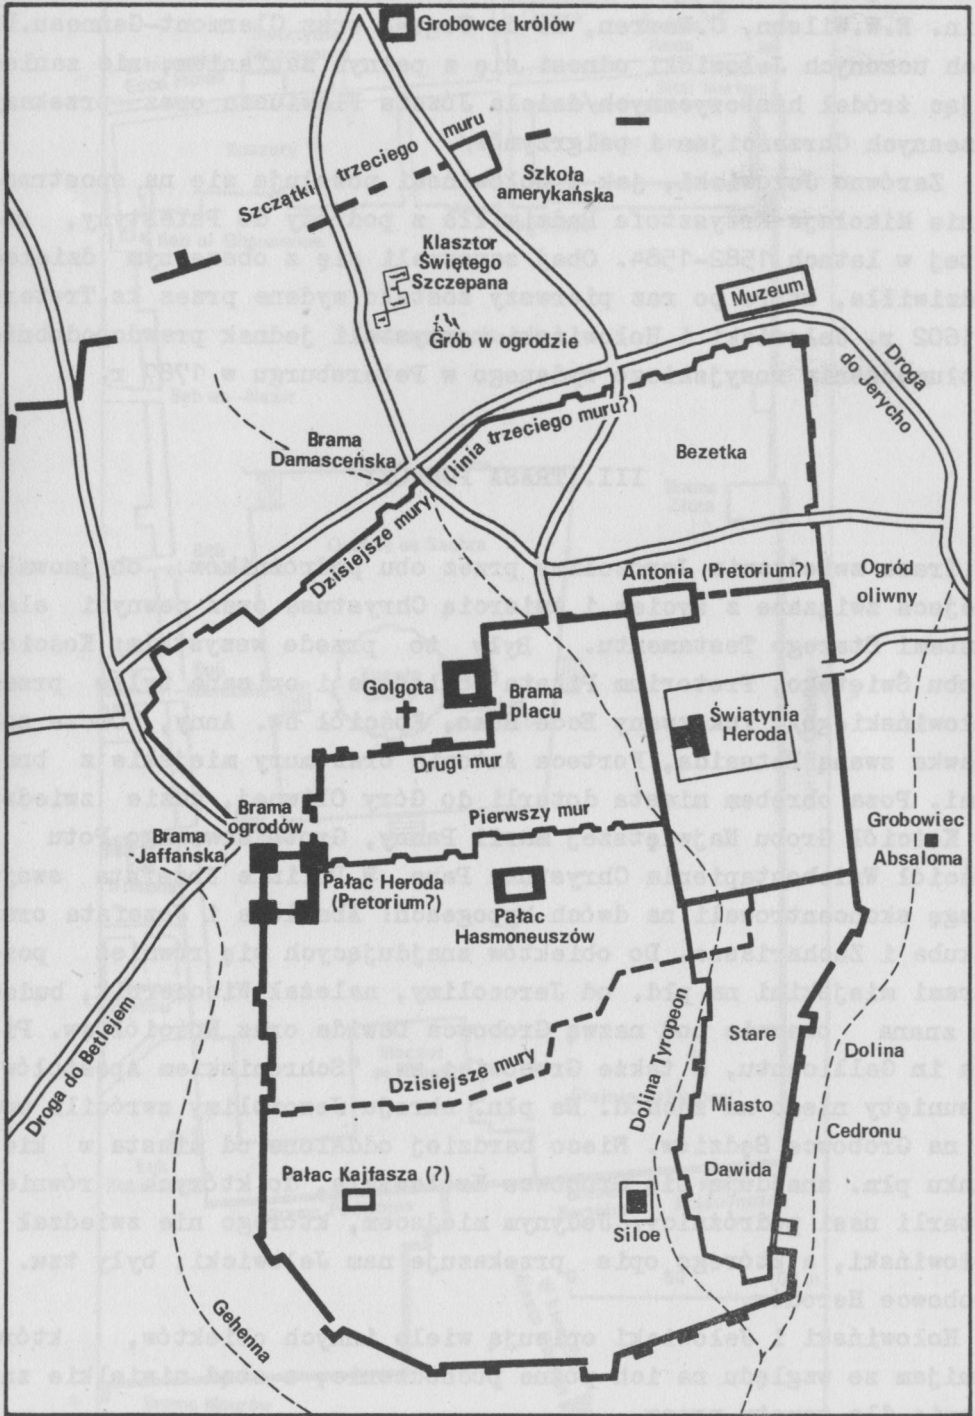 Grobowce królów
Szczątki trzeciego muru
Szkoła
amerykańska
Klasztor
Świętego
Szczepana
Muzeum
Grób w ogrodzie
Droga
do Jerycho
Brama
Damasceńska
(linia trzeciego muru?)
Bezetka
Dzisiejsze mury
Antonia (Pretorium?)
Ogród
oliwny
Golgota
Brama
placu
Świątynia
Heroda
Drugi mur
Brama
ogrodów
Pierwszy mur
Brama
Jaffańska
Grobowiec
Absaloma
Pałac Heroda
(Pretorium?)
Pałac
Hasmoneuszów
Droga do Betlejem
Dolina Tyropeon
Stare
Miasto
Dawida
Dolina
Cedronu
Dzisiejsze mury
Pałac Kajfasza (?)
Siloe
Gehenna